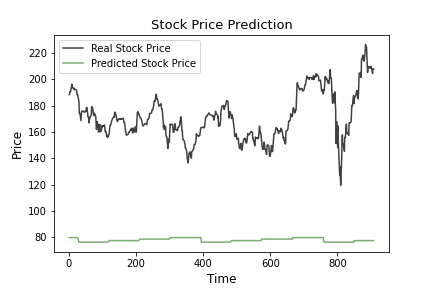 Stock Price Prediction
Real Stock Price
Predicted Stock Price
Price
220
200
180
160
140
120
100
80
0 200 400 600 800
Time